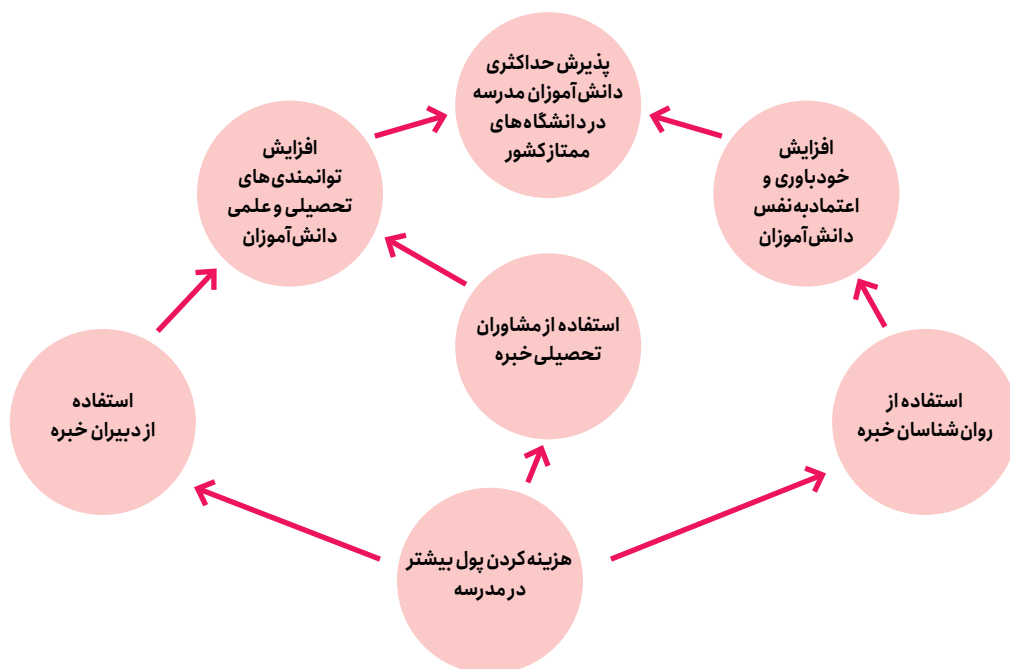 پذیرش حداکثری
دانش‌آموزان مدرسه
در دانشگاه‌های
ممتاز کشور
افزایش
خودباوری و
اعتماد به نفس
دانش‌آموزان
افزایش
توانمندی‌های
تحصیلی و علمی
دانش‌آموزان
استفاده از مشاوران
تحصیلی خبره
استفاده از
روان‌شناسان خبره
استفاده
از دبیران خبره
هزینه کردن پول بیشتر
در مدرسه